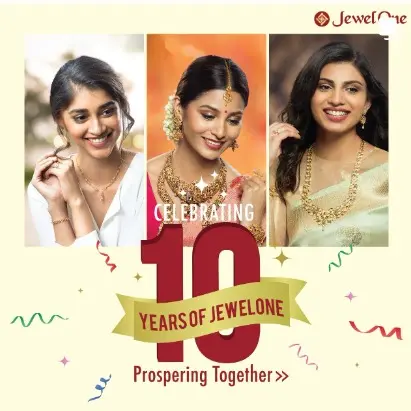 JewelOne
CELEBRATING
10
YEARS OF JEWELONE
Prospering Together >>